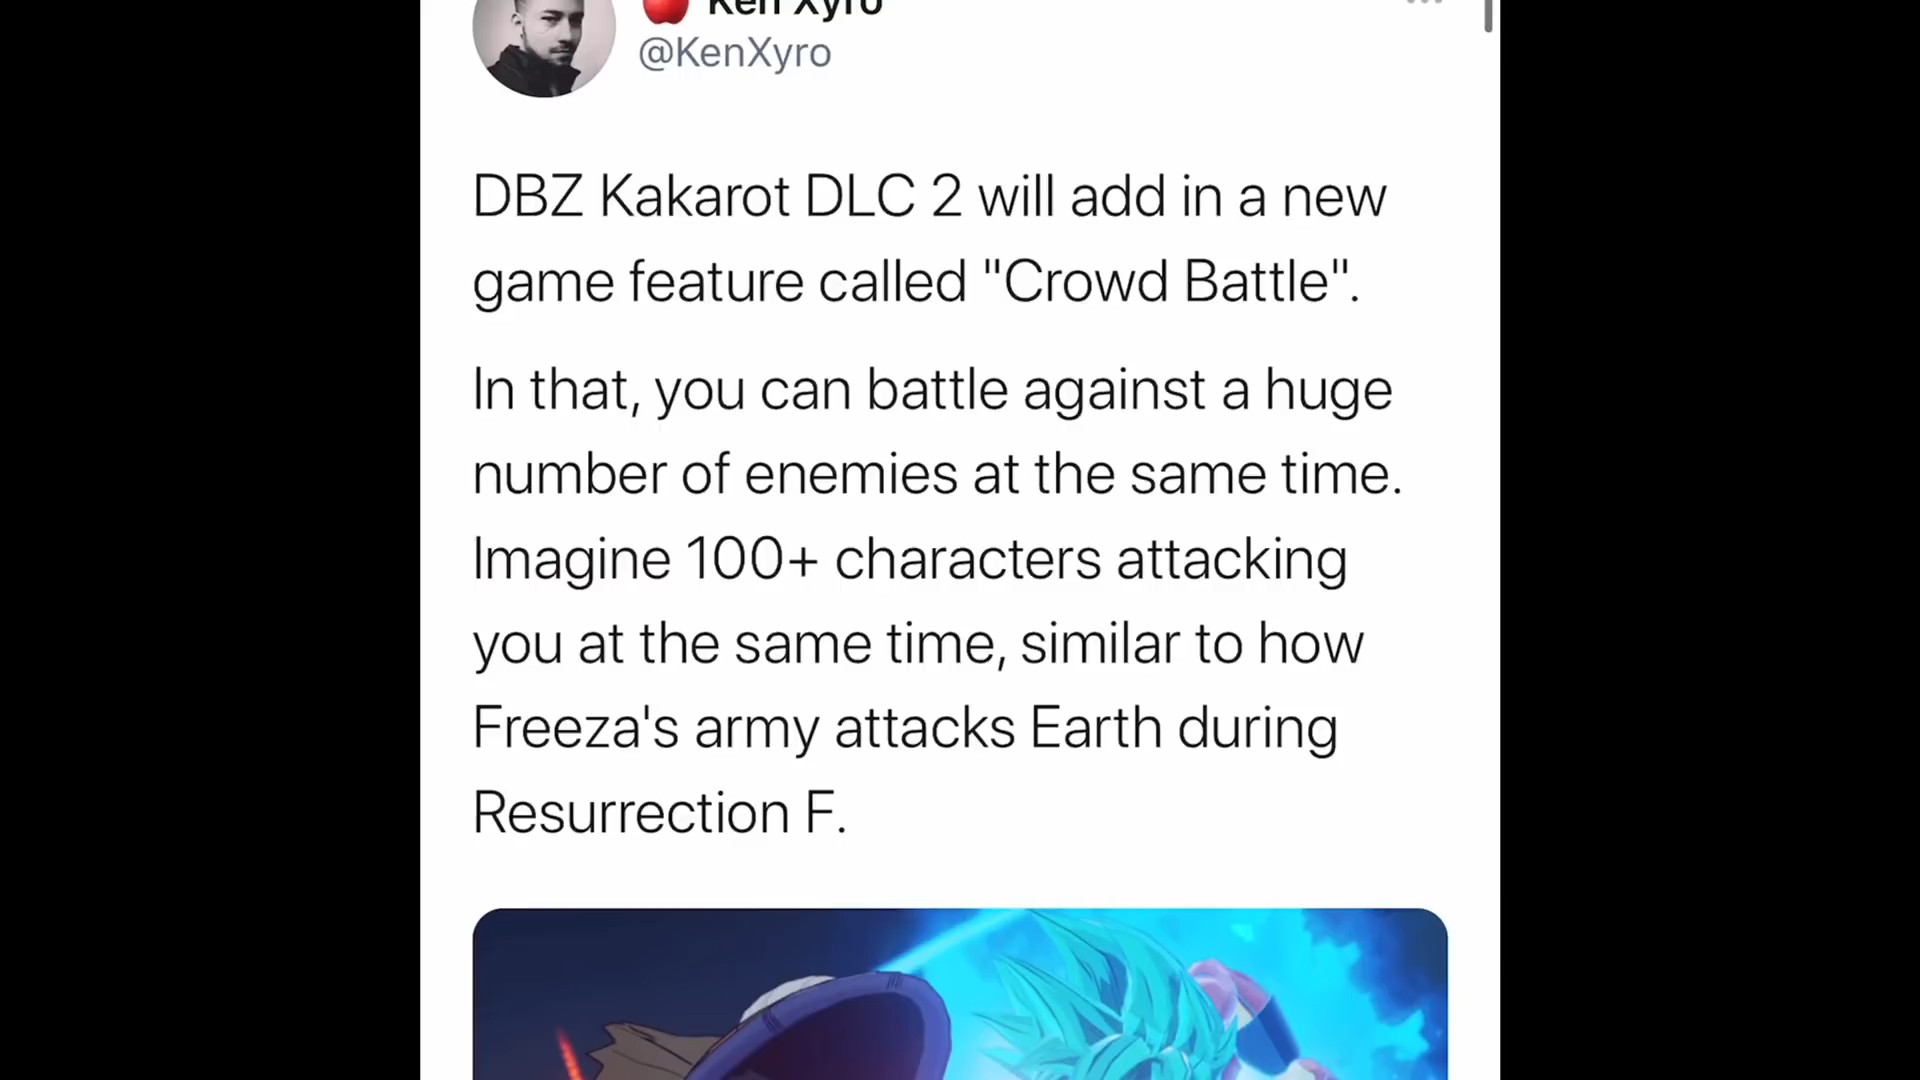 Ken Xyro
@KenXyro
DBZ Kakarot DLC 2 will add in a new
game feature called "Crowd Battle".
In that, you can battle against a huge
number of enemies at the same time.
Imagine 100+ characters attacking
you at the same time, similar to how
Freeza's army attacks Earth during
Resurrection F.